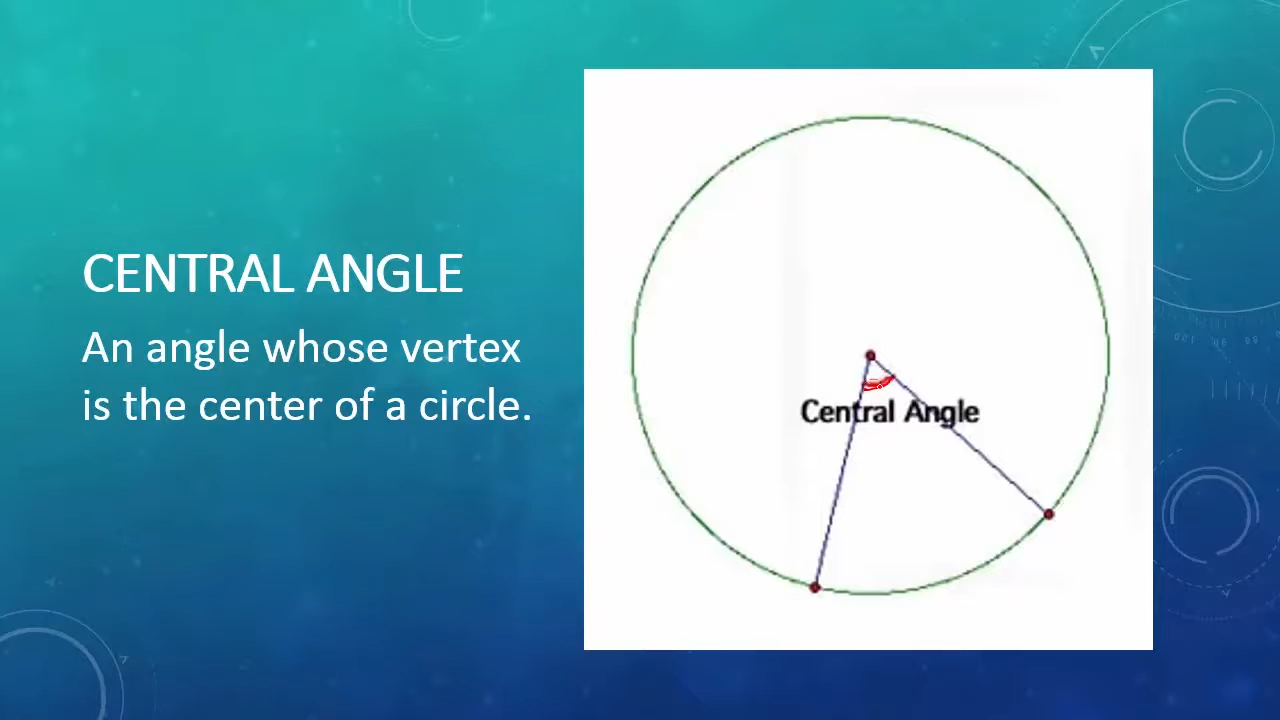 CENTRAL ANGLE
An angle whose vertex
is the center of a circle.
Central Angle